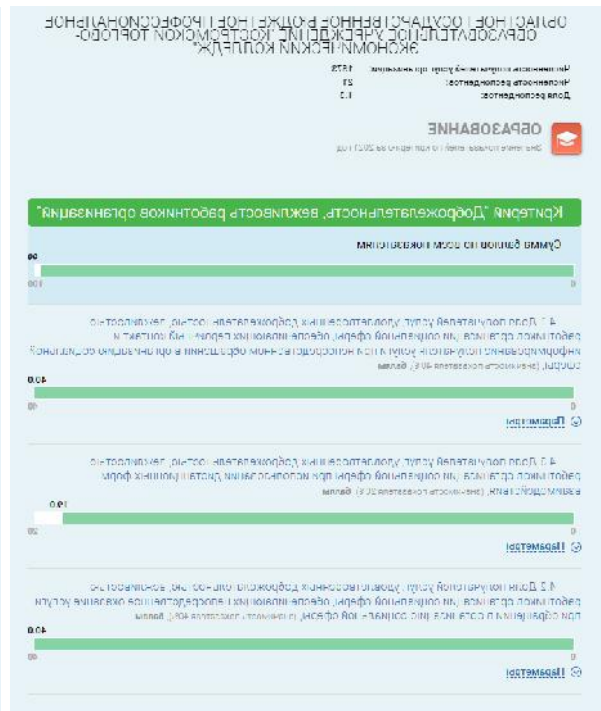 ОБЛАСТНОЕ ГОСУДАРСТВЕННОЕ БЮДЖЕТНОЕ ПРОФЕССИОНАЛЬНОЕ
ОБРАЗОВАТЕЛЬНОЕ УЧРЕЖДЕНИЕ "КОСТРОМСКОЙ ТОРГОВО-
ЭКОНОМИЧЕСКИЙ КОЛЛЕДЖ"
Численность получателей услуг организации: 1673
Численность респондентов: 21
Доля респондентов: 1.3
ОБРАЗОВАНИЕ
Значение показателей по критерию за 2021 год
Критерий "Доброжелательность, вежливость работников организаций"
Сумма баллов по всем показателям
99
0 100
4.1 Доля получателей услуг, удовлетворенных доброжелательностью, вежливостью
работников организации социальной сферы, обеспечивающих первичный контакт и
информирование получателя услуги при непосредственном обращении в организацию социальной
сферы, (значимость показателя 40%), баллы
40.0
0 40
Параметры
4.3 Доля получателей услуг, удовлетворенных доброжелательностью, вежливостью
работников организации социальной сферы при использовании дистанционных форм
взаимодействия, (значимость показателя 20%), баллы
19.0
0 20
Параметры
4.2 Доля получателей услуг, удовлетворенных доброжелательностью, вежливостью
работников организации социальной сферы, обеспечивающих непосредственное оказание услуги
при обращении в организацию социальной сферы, (значимость показателя 40%), баллы
40.0
0 40
Параметры